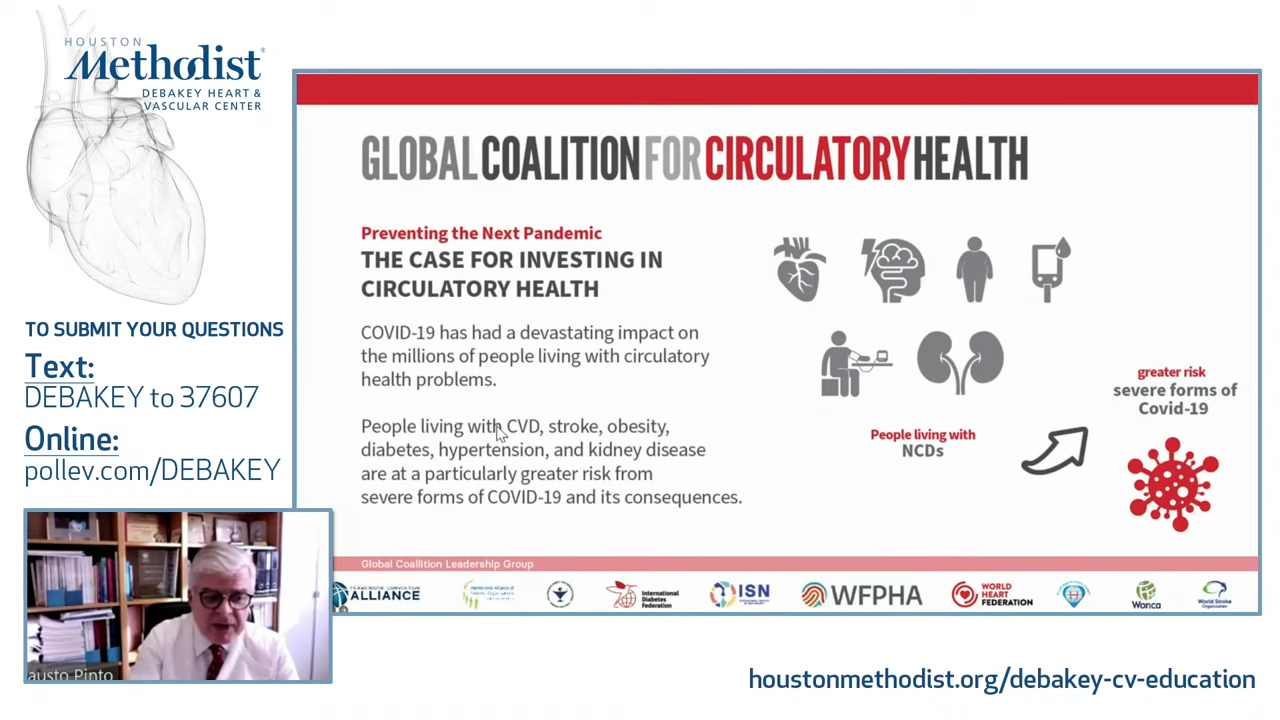 HOUSTON
Methodist®
DEBAKEY HEART &
VASCULAR CENTER
TO SUBMIT YOUR QUESTIONS
Text:
DEBAKEY to 37607
Online:
pollev.com/DEBAKEY
GLOBAL COALITION FOR CIRCULATORY HEALTH
Preventing the Next Pandemic
THE CASE FOR INVESTING IN
CIRCULATORY HEALTH
COVID-19 has had a devastating impact on
the millions of people living with circulatory
health problems.
People living with CVD, stroke, obesity,
diabetes, hypertension, and kidney disease
are at a particularly greater risk from
severe forms of COVID-19 and its consequences.
People living with
NCDs
greater risk
severe forms of
Covid-19
Global Coallition Leadership Group
ALLIANCE
International
Diabetes
Federation
ISN
WFPHA
WORLD
HEART
FEDERATION
Wonca
World Stroke
Organization
austo Pinto
houstonmethodist.org/debakey-cv-education